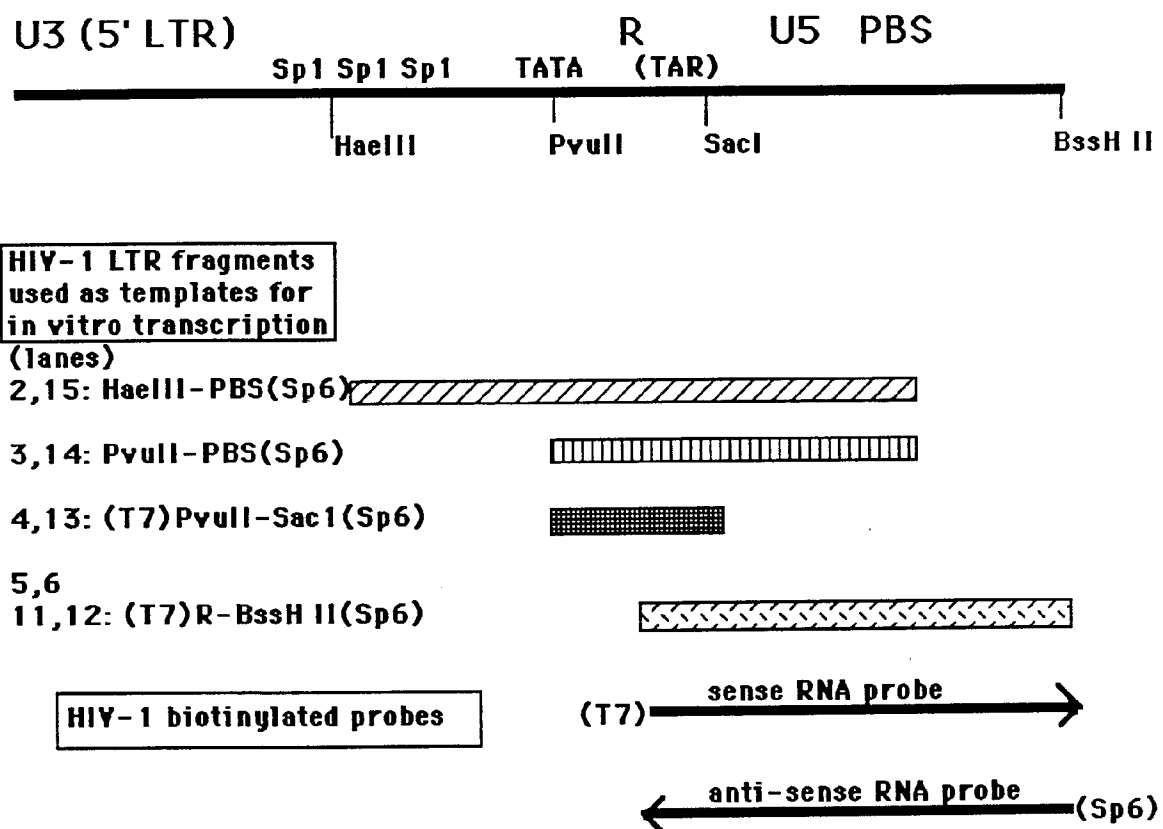 U3 (5' LTR) R U5 PBS
Sp1 Sp1 Sp1 TATA (TAR)
HaeIII PvuII SacI BssH II
HIV-1 LTR fragments
used as templates for
in vitro transcription
(lanes)
2,15: HaeIII-PBS(Sp6)
3,14: PvuII-PBS(Sp6)
4,13: (T7)PvuII-Sac1(Sp6)
5,6
11,12: (T7)R-BssH II(Sp6)
HIV-1 biotinylated probes
(T7) sense RNA probe
anti-sense RNA probe (Sp6)